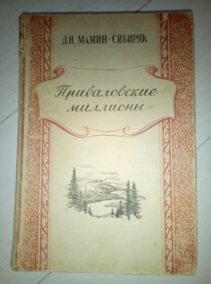 Д.Н. МАМИН-СИБИРЯК
Приваловские
миллионы